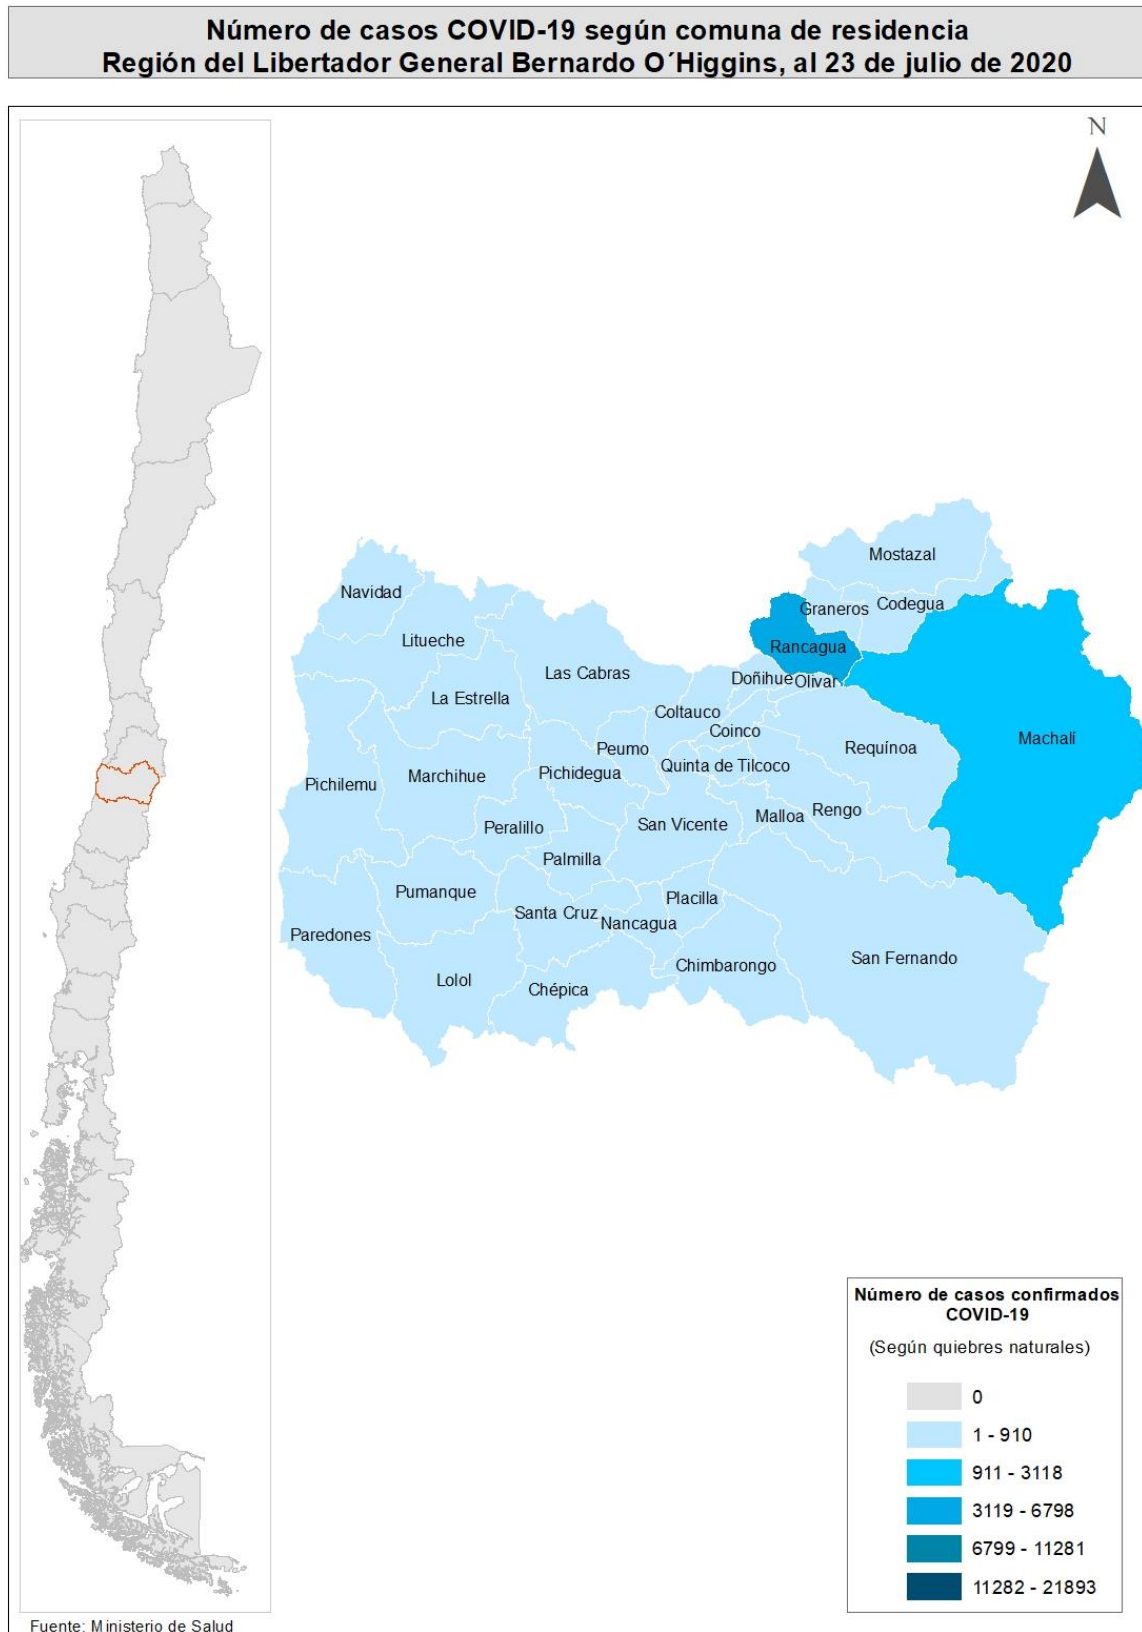 Número de casos COVID-19 según comuna de residencia
Región del Libertador General Bernardo O´Higgins, al 23 de julio de 2020
N
Mostazal
Navidad
Graneros
Codegua
Litueche
Rancagua
Las Cabras
Doñihue
Olivar
La Estrella
Coltauco
Coinco
Machalí
Peumo
Requínoa
Quinta de Tilcoco
Pichidegua
Marchihue
Pichilemu
Rengo
Malloa
San Vicente
Peralillo
Palmilla
Pumanque
Placilla
Santa Cruz
Nancagua
Paredones
San Fernando
Chimbarongo
Lolol
Chépica
Número de casos confirmados
COVID-19
(Según quiebres naturales)
0
1 - 910
911 - 3118
3119 - 6798
6799 - 11281
11282 - 21893
Fuente: Ministerio de Salud